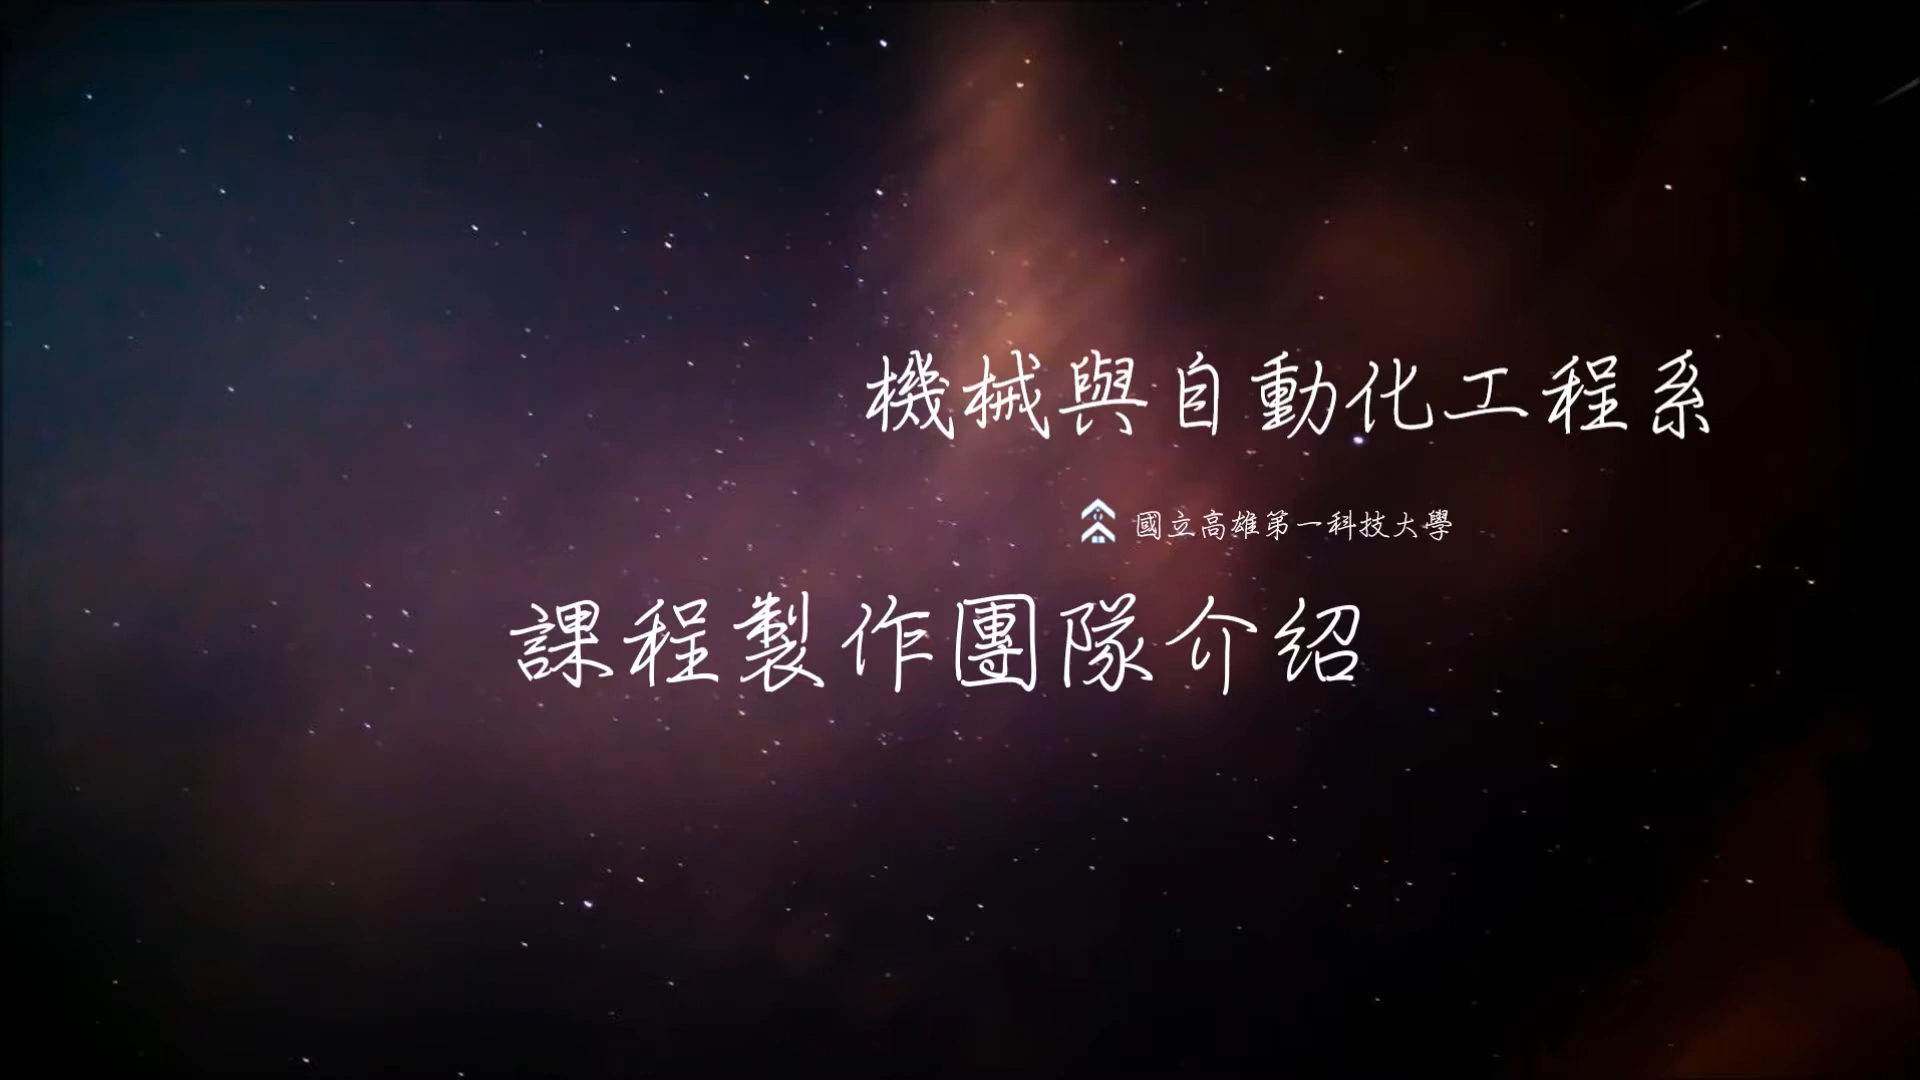 機械與自動化工程系
國立高雄第一科技大學
課程製作團隊介紹